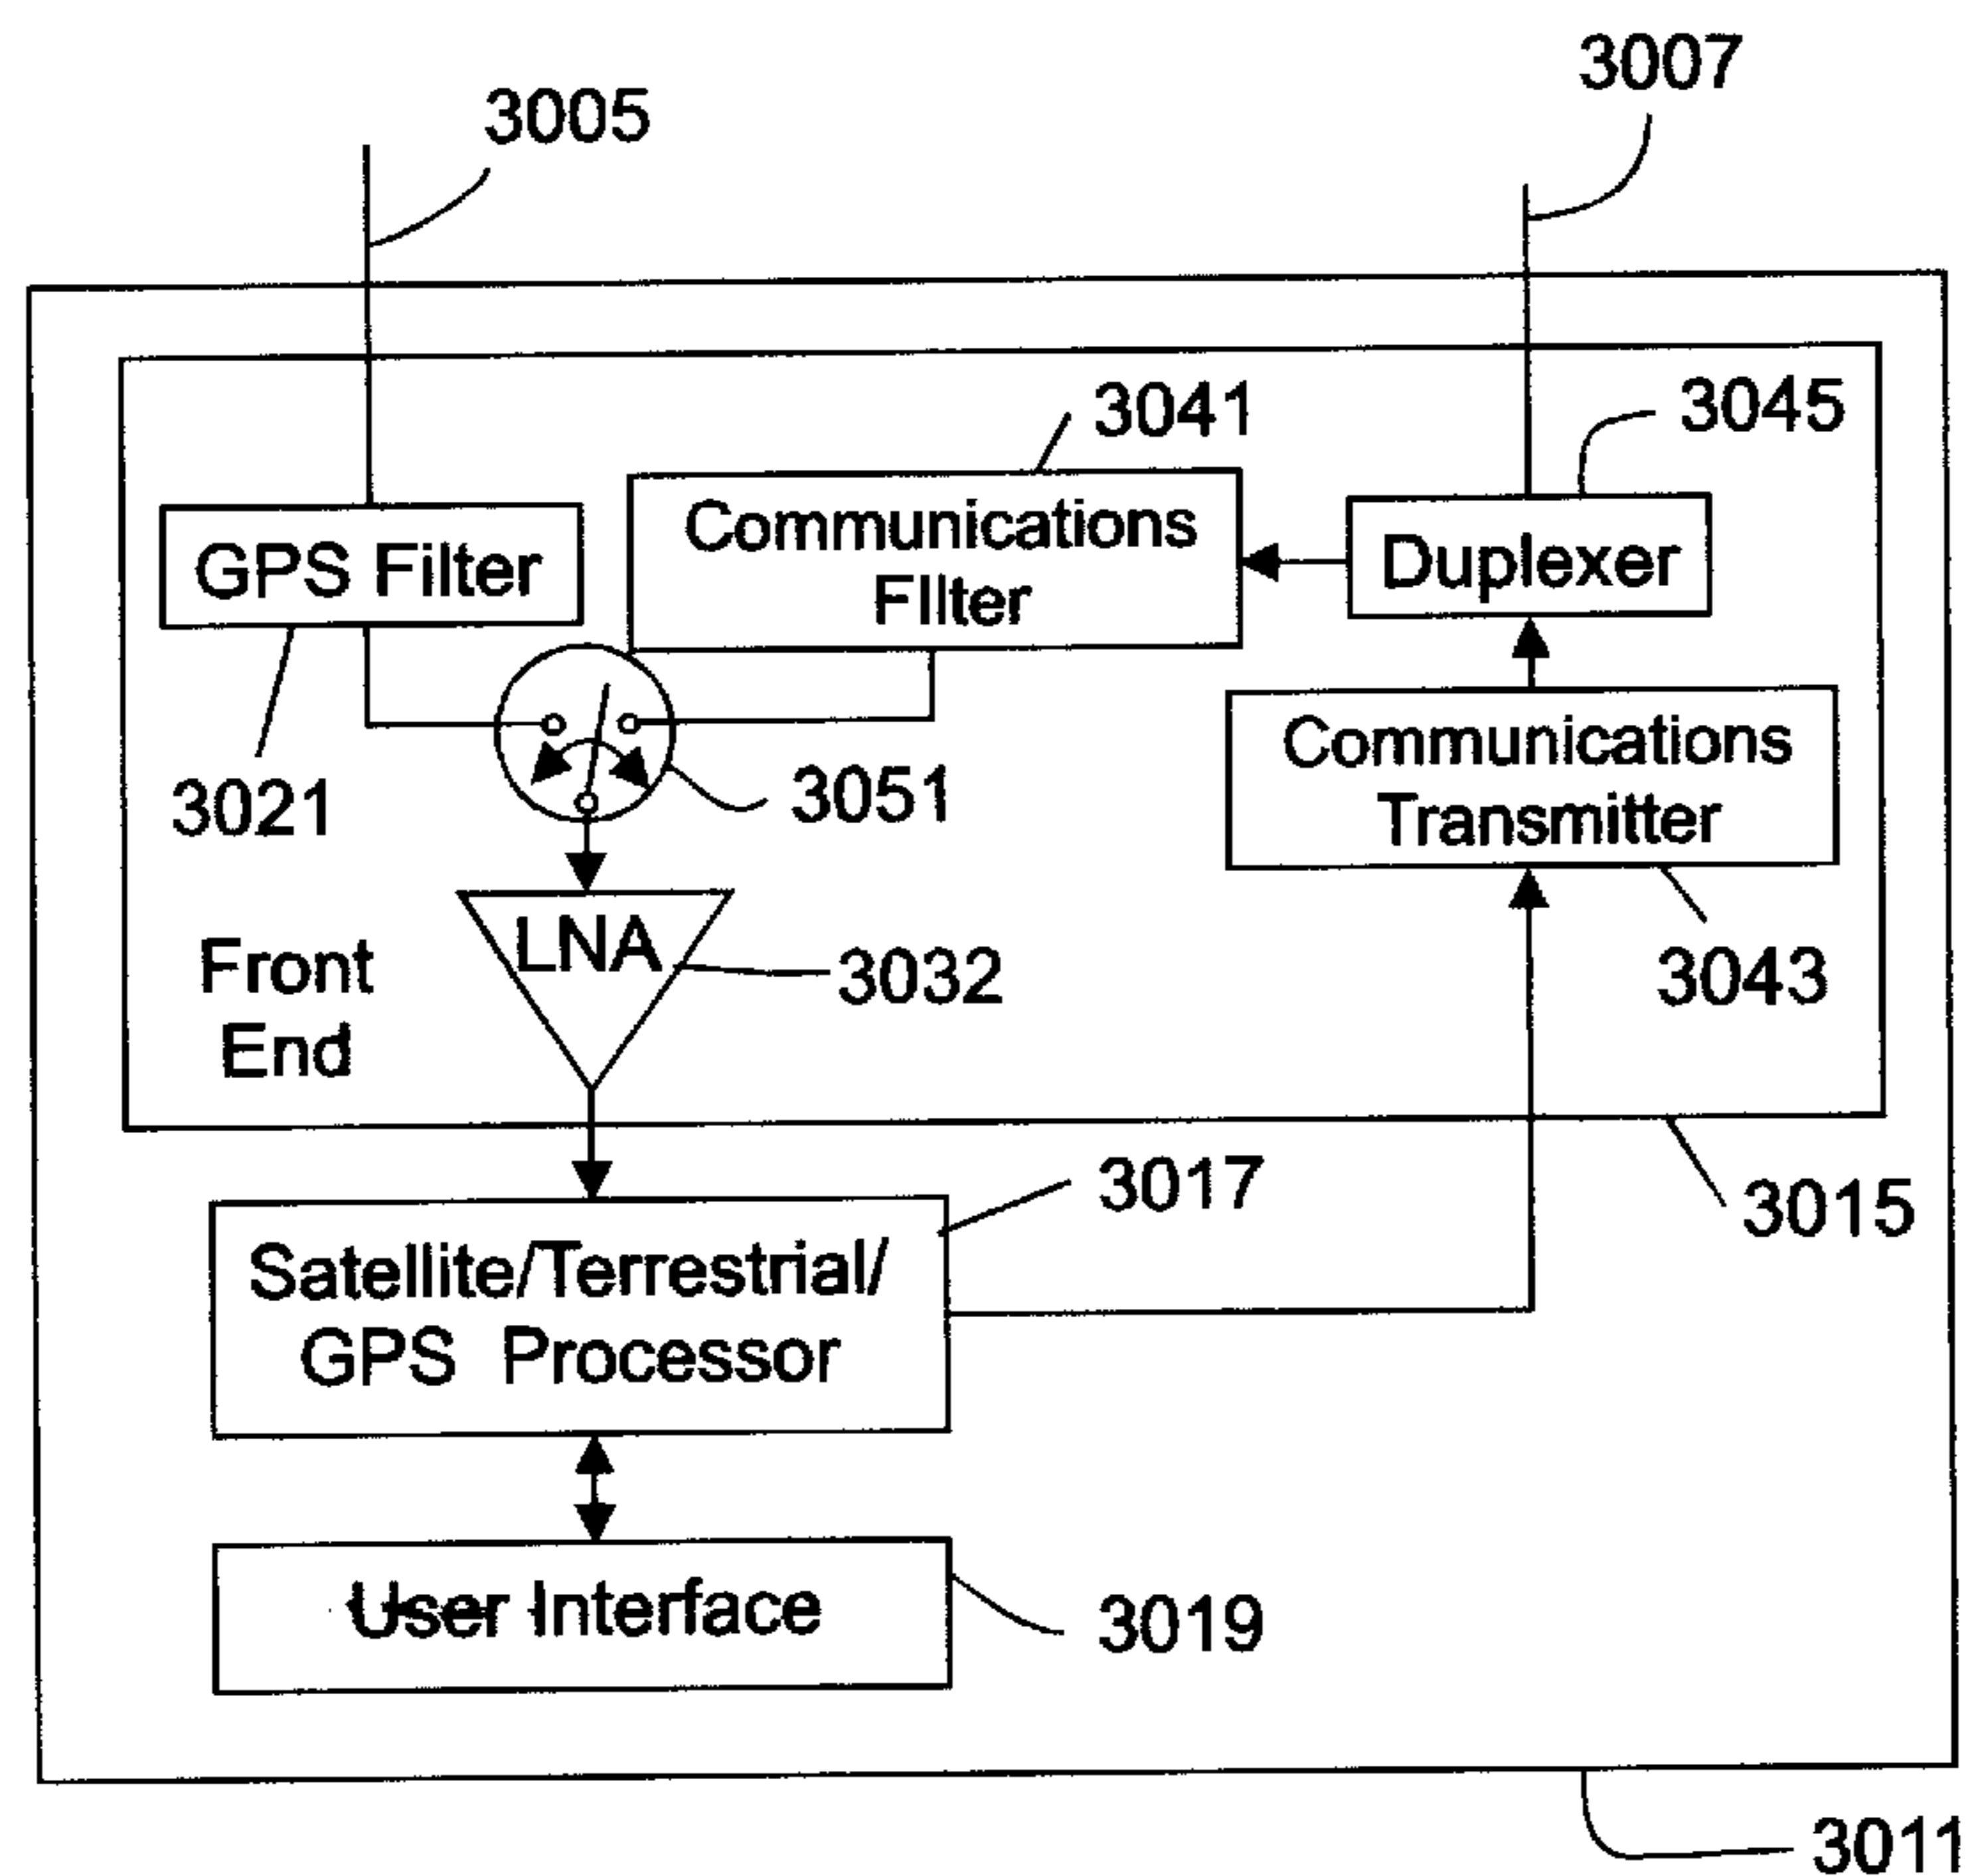 3007
3005
3041
3045
GPS Filter
Communications
FIlter
Duplexer
3021
3051
Communications
Transmitter
LNA
3032
3043
Front
End
3017
3015
Satellite/Terrestrial/
GPS Processor
User Interface
3019
3011